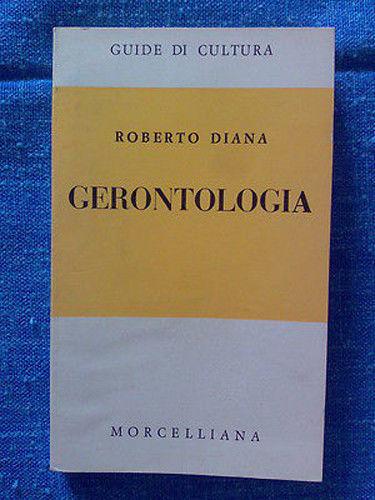 GUIDE DI CULTURA
ROBERTO DIANA
GERONTOLOGIA
MORCELLIANA